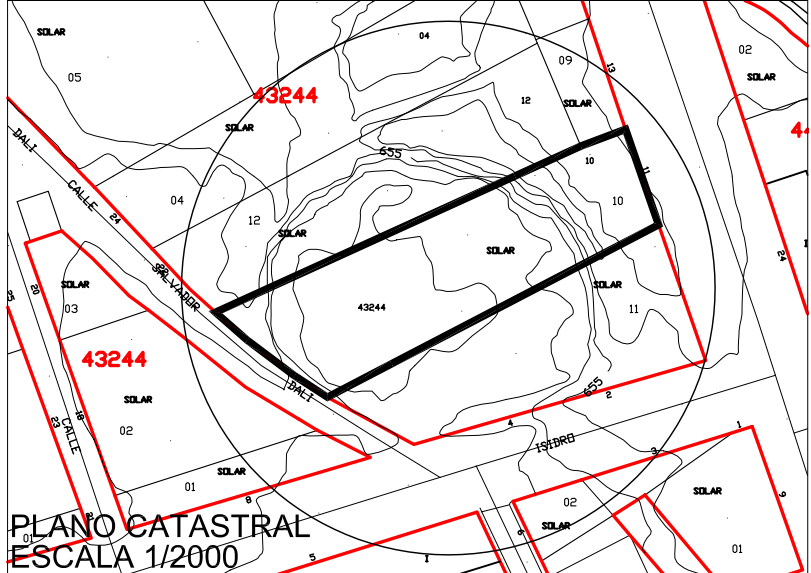 SOLAR
04
02
05
09
SOLAR
13
43244
12
SOLAR
SOLAR
DALI
655
10
11
CALLE
04
10
24
12
SOLAR
SOLAR
24
SALVADOR
20
SOLAR
SOLAR
25
03
43244
11
43244
655
DALI
2
SOLAR
18
23
02
CALLE
4
1
ISIDRO
3
SOLAR
01
8
SOLAR
9
02
6
SOLAR
01
01
5
1
PLANO CATASTRAL
ESCALA 1/2000